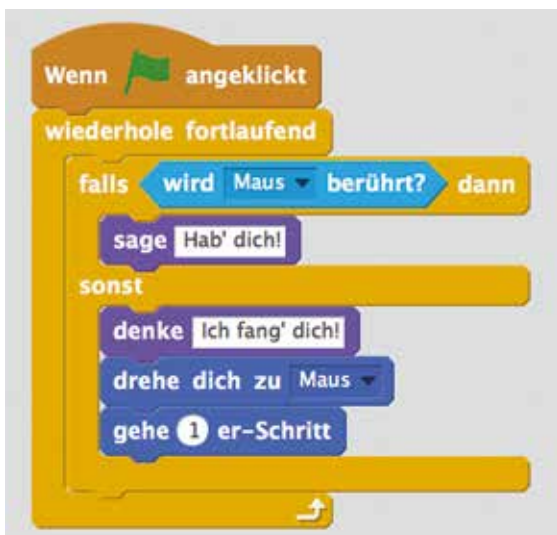 Wenn angeklickt
wiederhole fortlaufend
falls wird Maus berührt? dann
sage Hab' dich!
sonst
denke Ich fang' dich!
drehe dich zu Maus
gehe 1 er-Schritt